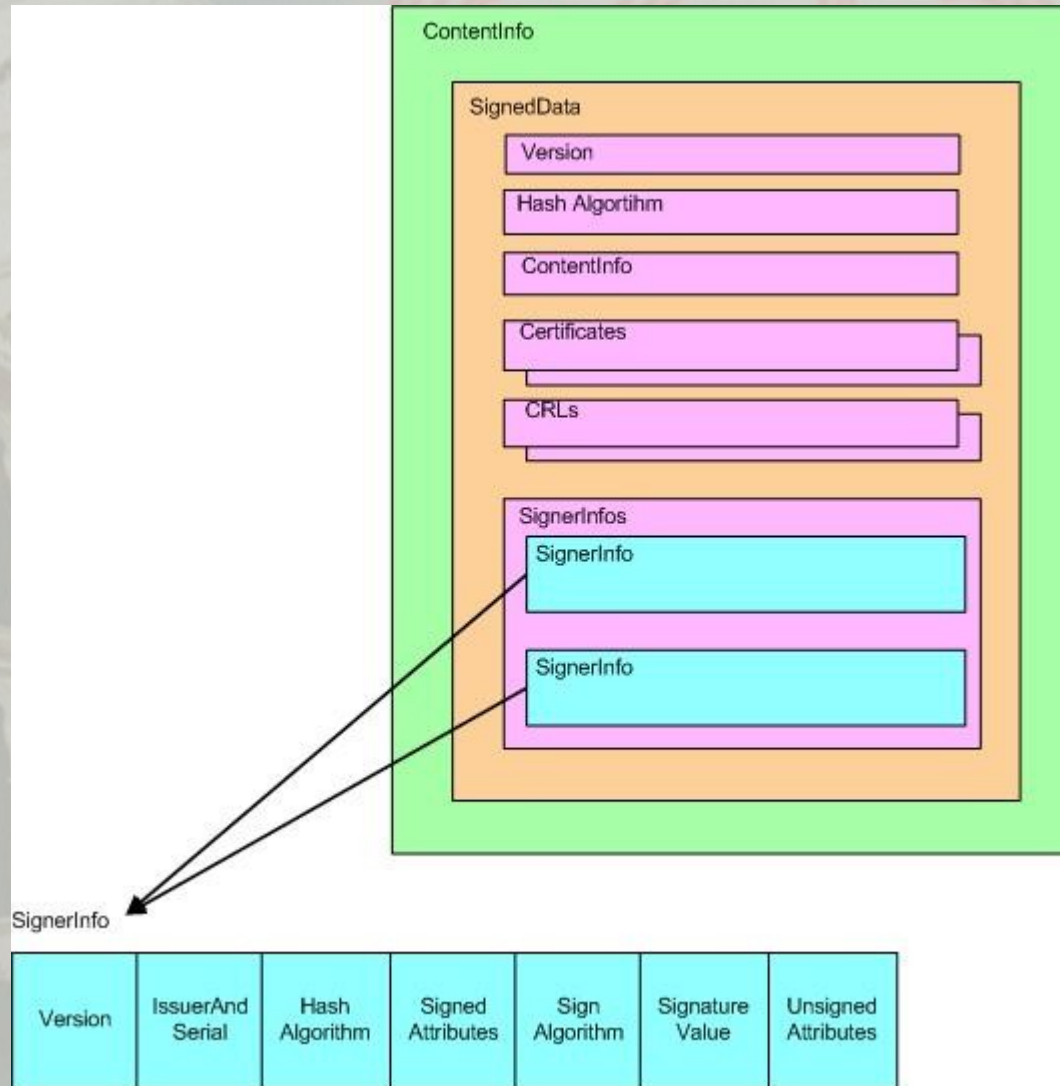 ContentInfo
SignedData
Version
Hash Algortihm
ContentInfo
Certificates
CRLs
SignerInfos
SignerInfo
SignerInfo
SignerInfo
Version
IssuerAnd
Serial
Hash
Algorithm
Signed
Attributes
Sign
Algorithm
Signature
Value
Unsigned
Attributes